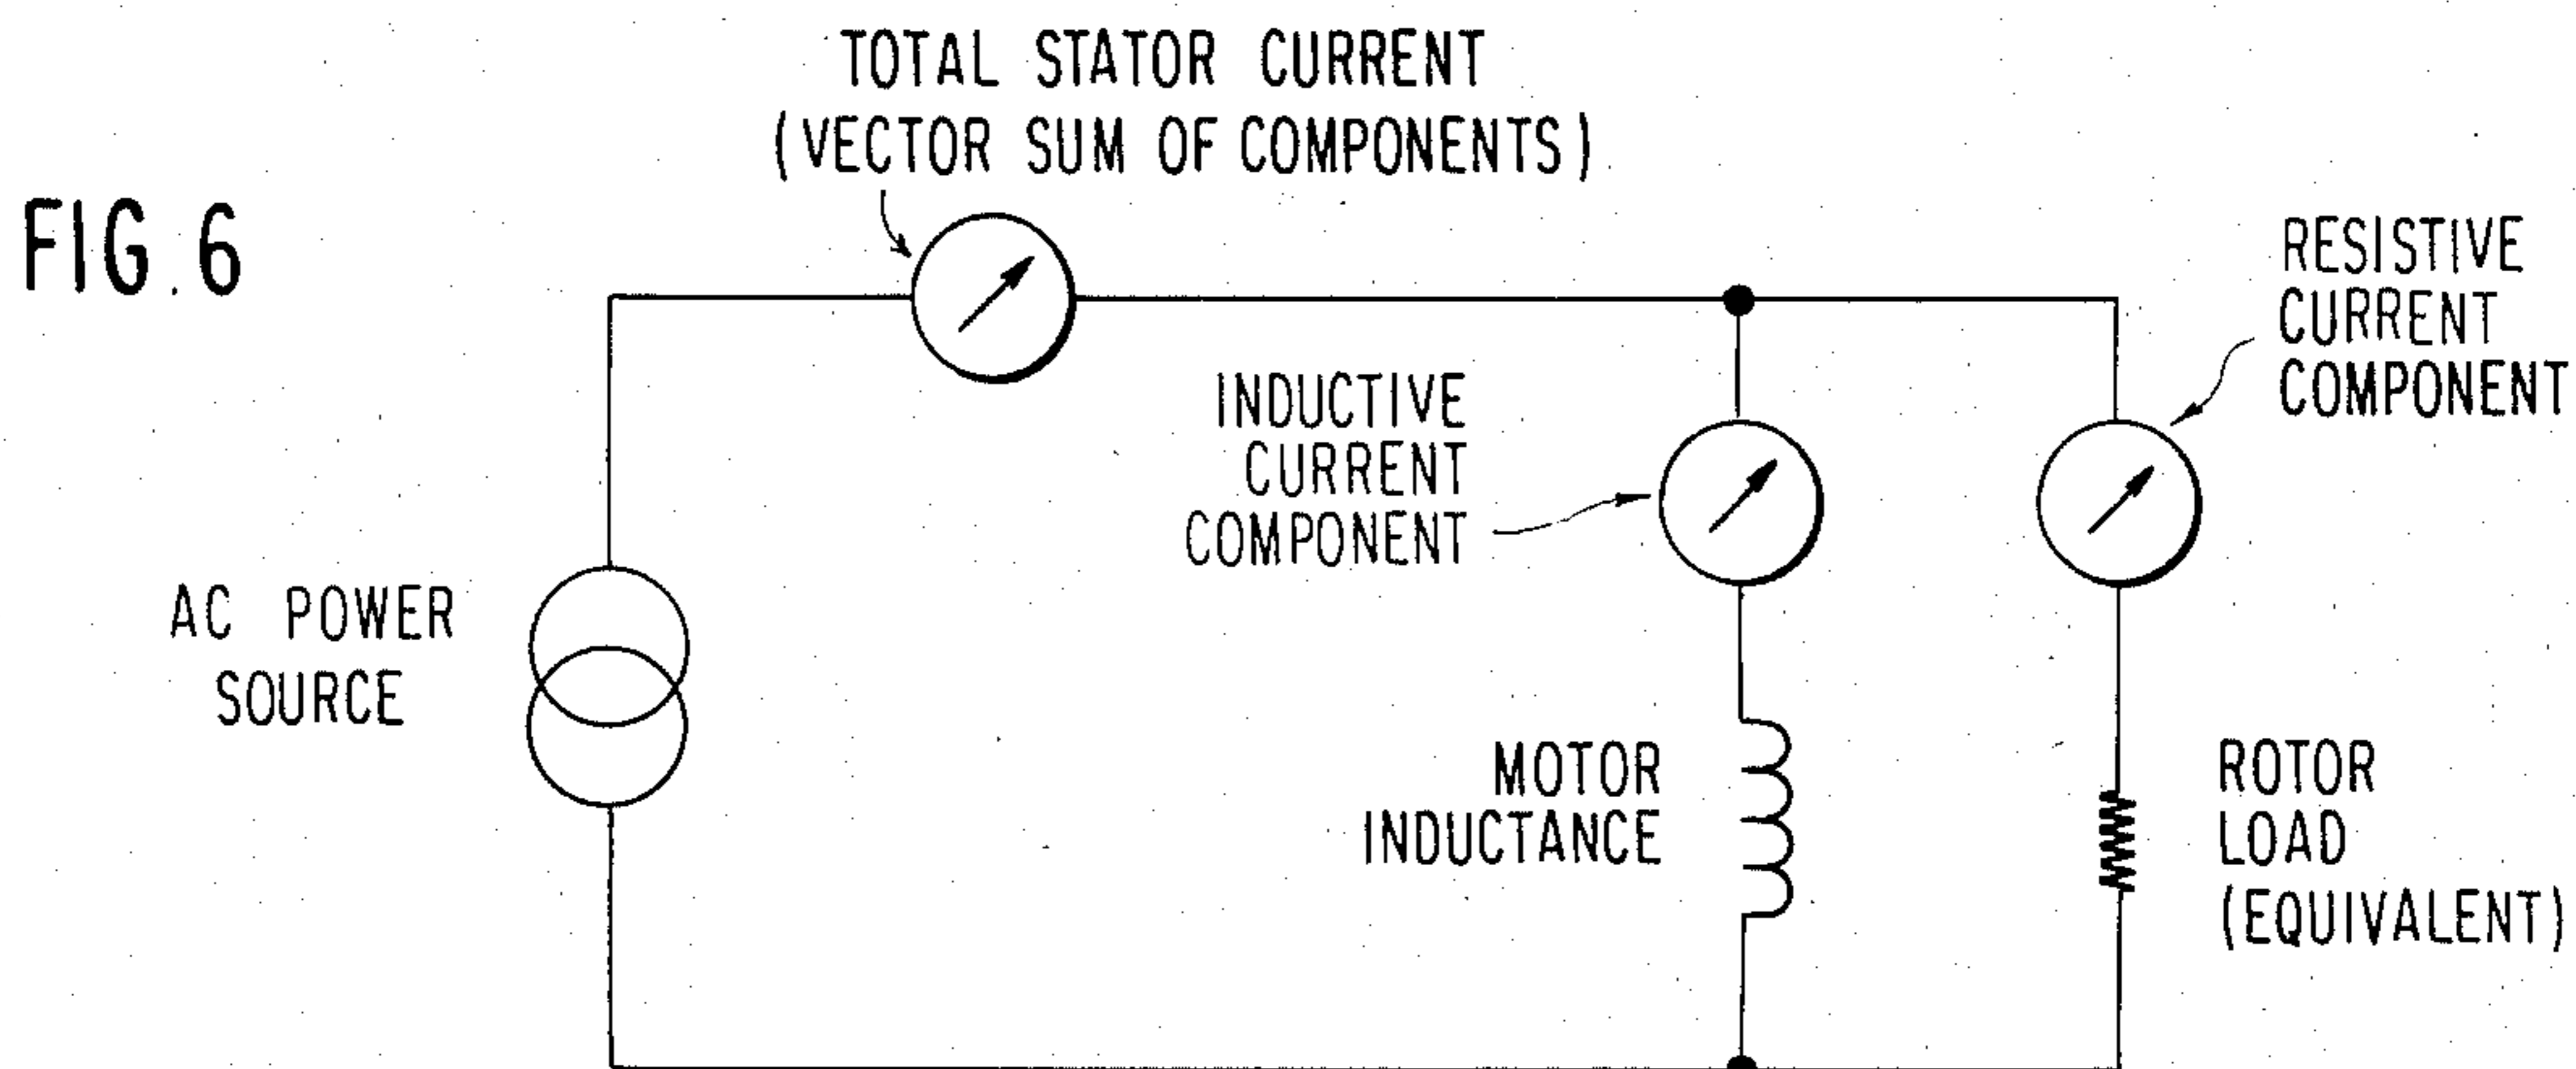 TOTAL STATOR CURRENT
(VECTOR SUM OF COMPONENTS)
FIG. 6
RESISTIVE
CURRENT
COMPONENT
INDUCTIVE
CURRENT
COMPONENT
AC POWER
SOURCE
MOTOR
INDUCTANCE
ROTOR
LOAD
(EQUIVALENT)